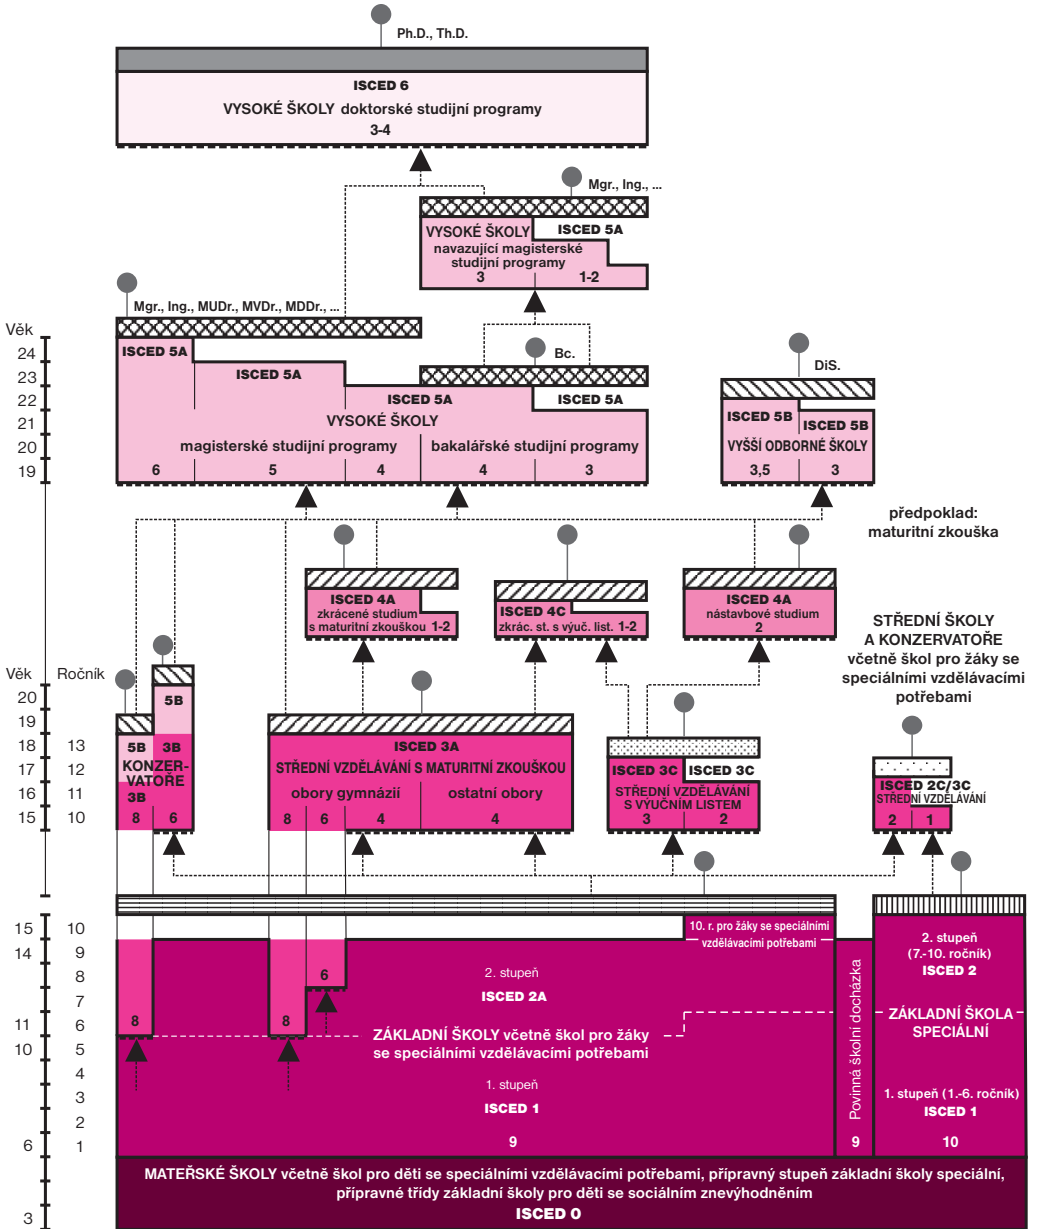 Ph.D., Th.D.
ISCED 6
VYSOKÉ ŠKOLY doktorské studijní programy
3-4
Mgr., Ing., ...
VYSOKÉ ŠKOLY ISCED 5A
navazující magisterské
studijní programy
3 1-2
Mgr., Ing., MUDr., MVDr., MDDr., ...
Věk
24
23
22
21
20
19
ISCED 5A
ISCED 5A
ISCED 5A
Bc.
ISCED 5A
VYSOKÉ ŠKOLY
magisterské studijní programy
bakalářské studijní programy
6 5 4 4 3
DiS.
ISCED 5B
ISCED 5B
VYŠŠÍ ODBORNÉ ŠKOLY
3,5 3
předpoklad:
maturitní zkouška
ISCED 4A
zkrácené studium
s maturitní zkouškou 1-2
ISCED 4C
zkrác. st. s výuč. list. 1-2
ISCED 4A
nástavbové studium
2
STŘEDNÍ ŠKOLY
A KONZERVATOŘE
včetně škol pro žáky se
speciálními vzdělávacími
potřebami
Věk Ročník
20
19
18 13
17 12
16 11
15 10
5B
5B 3B
KONZER-
VATOŘE
3B
8 6
ISCED 3A
STŘEDNÍ VZDĚLÁVÁNÍ S MATURITNÍ ZKOUŠKOU
obory gymnázií ostatní obory
8 6 4 4
ISCED 3C ISCED 3C
STŘEDNÍ VZDĚLÁVÁNÍ
S VÝUČNÍM LISTEM
3 2
ISCED 2C/3C
STŘEDNÍ VZDĚLÁVÁNÍ
2 1
15 10
14 9
8
7
11 6
10 5
4
3
2
6 1
3
10. r. pro žáky se speciálními
vzdělávacími potřebami
8
8
6
2. stupeň
ISCED 2A
ZÁKLADNÍ ŠKOLY včetně škol pro žáky
se speciálními vzdělávacími potřebami
1. stupeň
ISCED 1
9
Povinná školní docházka
9
2. stupeň
(7.-10. ročník)
ISCED 2
ZÁKLADNÍ ŠKOLA
SPECIÁLNÍ
1. stupeň (1.-6. ročník)
ISCED 1
10
MATEŘSKÉ ŠKOLY včetně škol pro děti se speciálními vzdělávacími potřebami, přípravný stupeň základní školy speciální,
přípravné třídy základní školy pro děti se sociálním znevýhodněním
ISCED 0